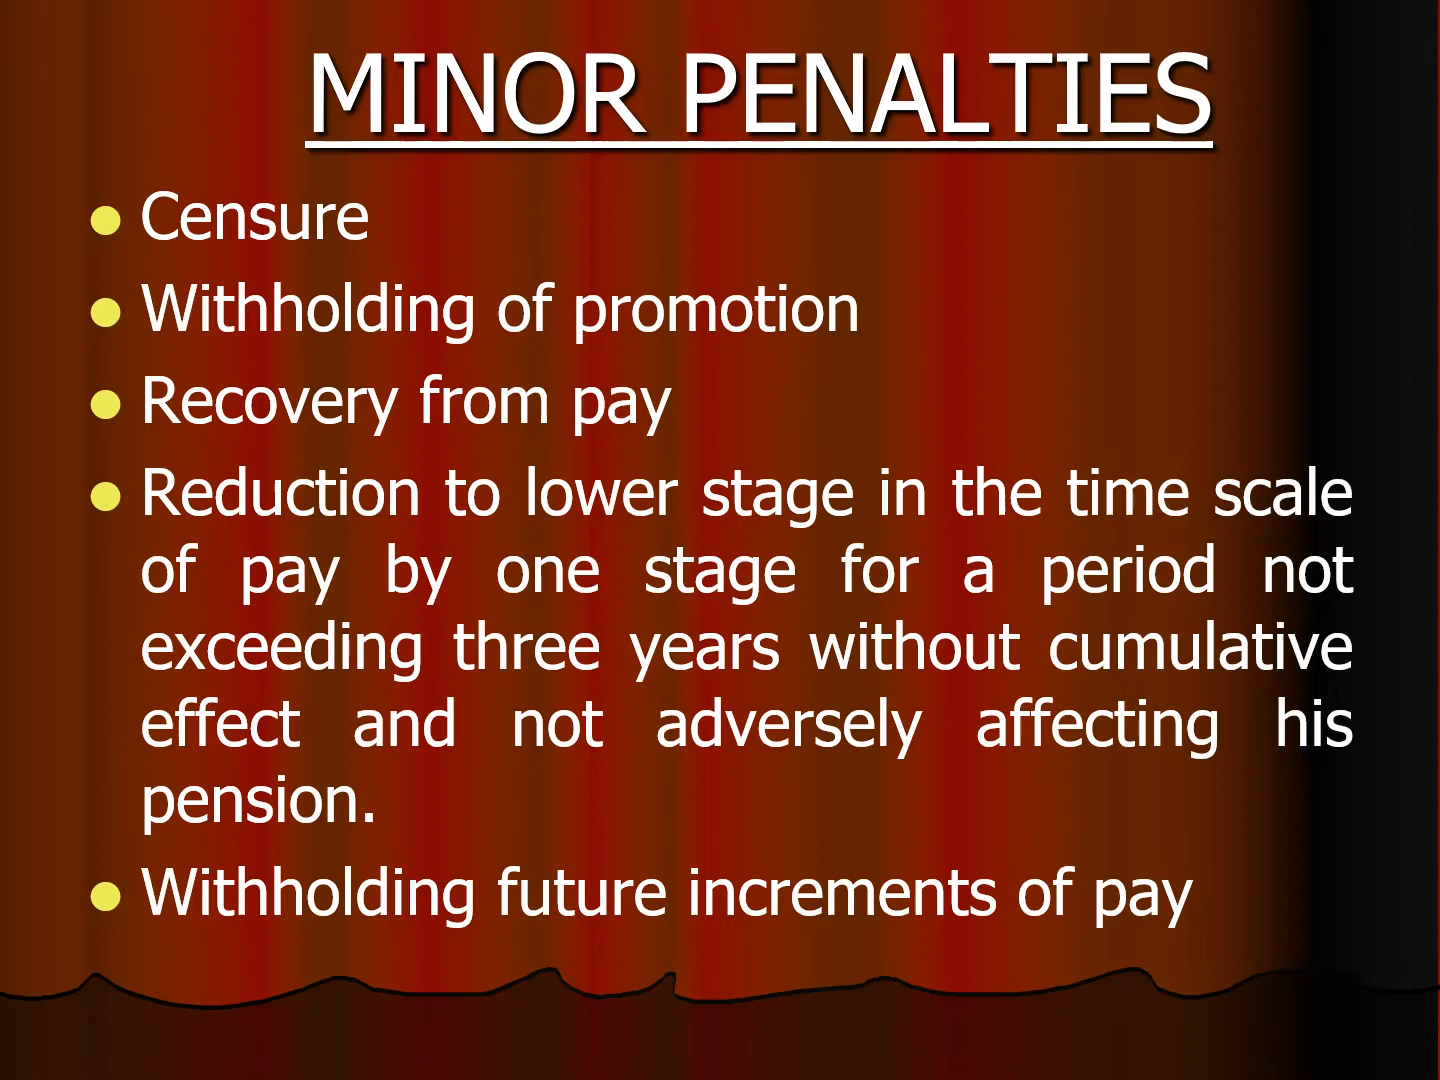 MINOR PENALTIES
Censure
Withholding of promotion
Recovery from pay
Reduction to lower stage in the time scale
of pay by one stage for a period not
exceeding three years without cumulative
effect and not adversely affecting his
pension.
Withholding future increments of pay